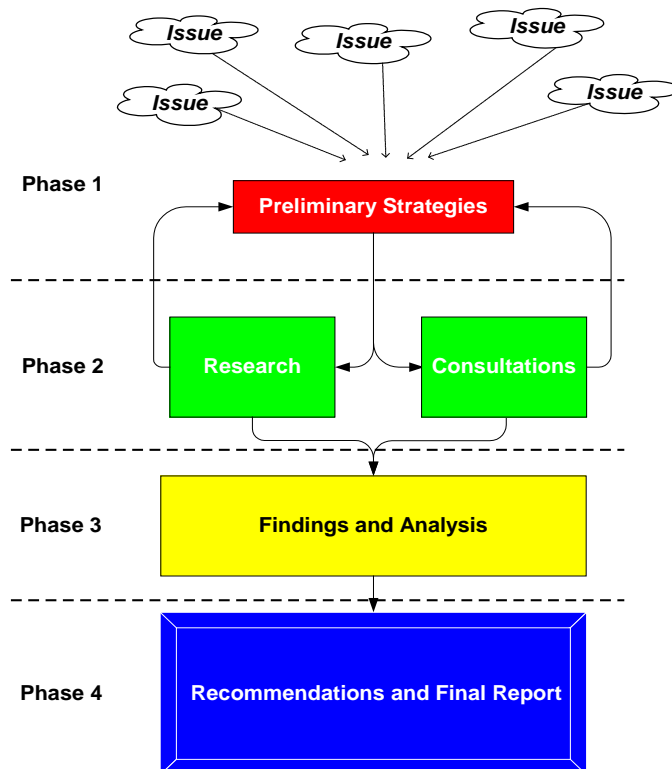 Issue
Issue
Issue
Issue
Issue
Phase 1
Preliminary Strategies
Phase 2
Research
Consultations
Phase 3
Findings and Analysis
Phase 4
Recommendations and Final Report